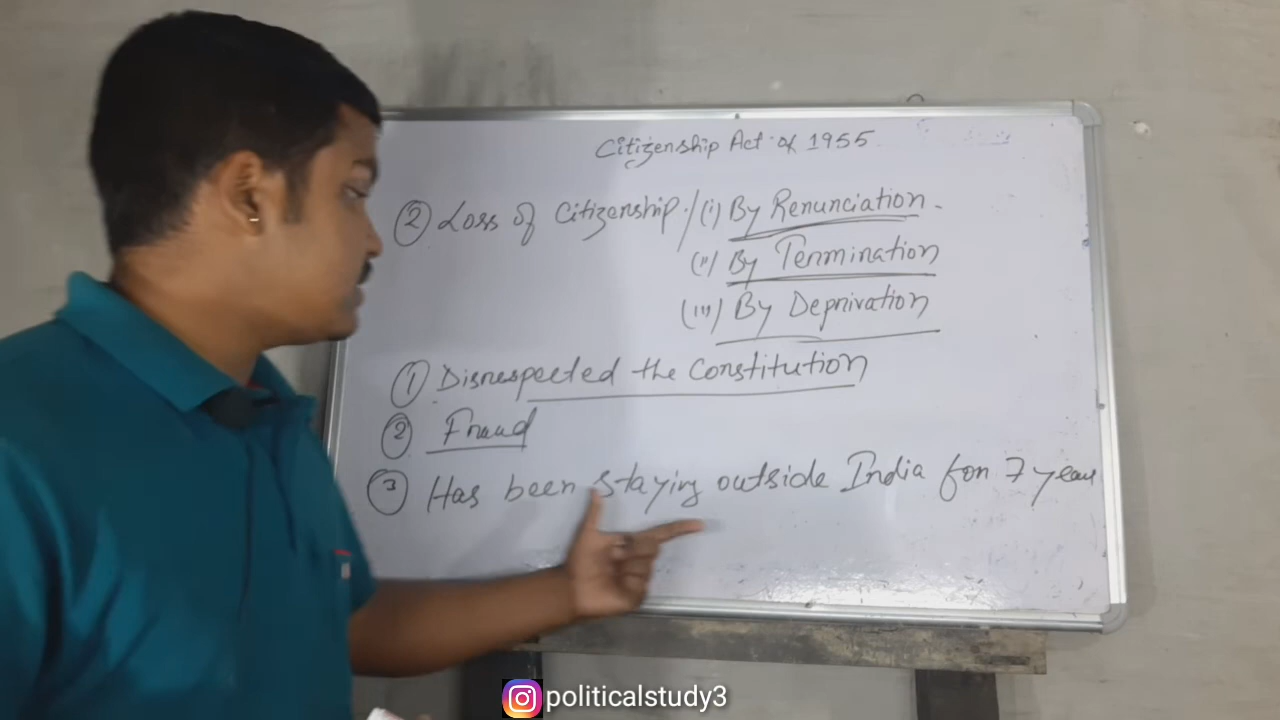 Citizenship Act of 1955
② Loss of Citizenship / (i) By Renunciation.
(ii) By Termination
(iii) By Deprivation
① Disrespected the Constitution
② Fraud
③ Has been staying outside India for 7 years
politicalstudy3